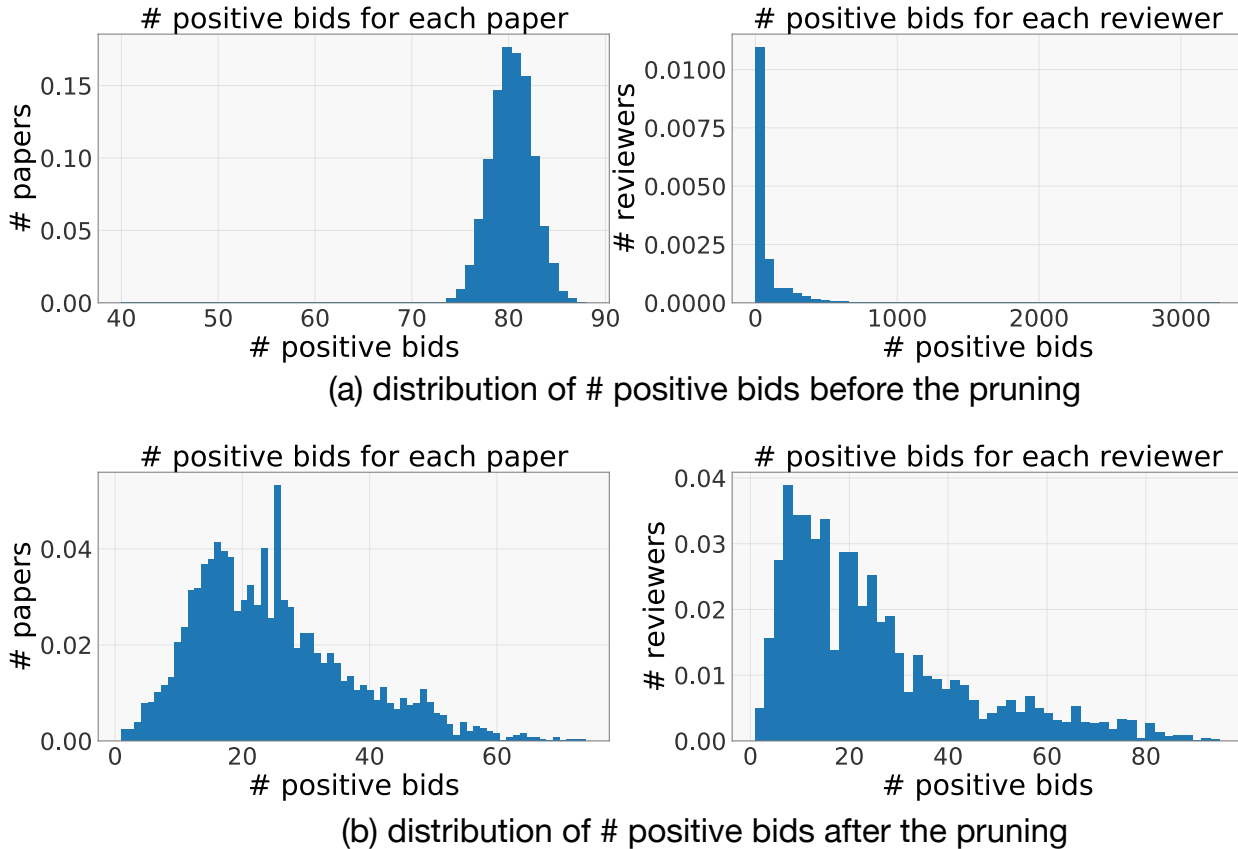 # positive bids for each paper
# papers
0.15
0.10
0.05
0.00
40 50 60 70 80 90
# positive bids
# positive bids for each reviewer
# reviewers
0.0100
0.0075
0.0050
0.0025
0.0000
0 1000 2000 3000
# positive bids
(a) distribution of # positive bids before the pruning
# positive bids for each paper
# papers
0.04
0.02
0.00
0 20 40 60
# positive bids
# positive bids for each reviewer
# reviewers
0.04
0.03
0.02
0.01
0.00
0 20 40 60 80
# positive bids
(b) distribution of # positive bids after the pruning